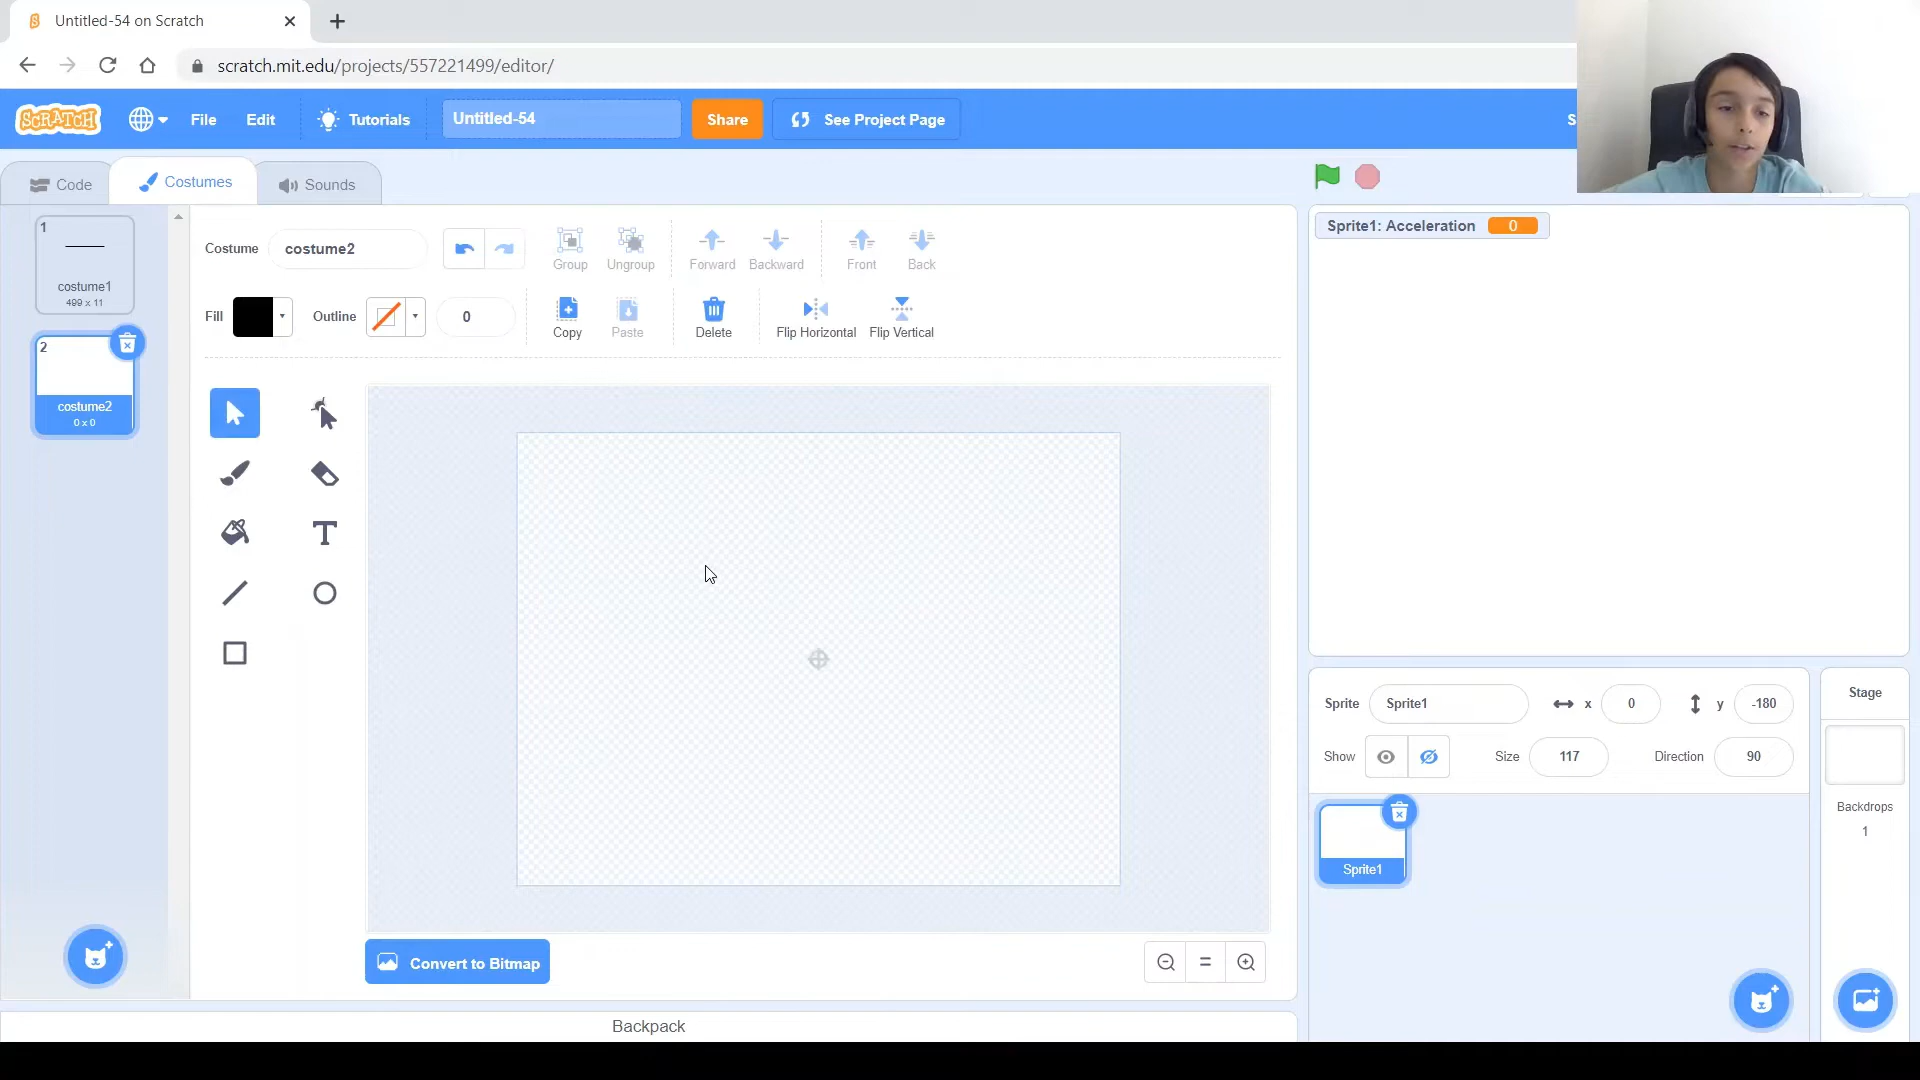 Untitled-54 on Scratch
scratch.mit.edu/projects/557221499/editor/
SCRATCH
File
Edit
Tutorials
Untitled-54
Share
See Project Page
S
Code
Costumes
Sounds
1
costume1
499 x 11
2
costume2
0 x 0
Costume
costume2
Group
Ungroup
Forward
Backward
Front
Back
Fill
Outline
0
Copy
Paste
Delete
Flip Horizontal
Flip Vertical
T
Convert to Bitmap
Backpack
Sprite1: Acceleration 0
Sprite
Sprite1
x
0
y
-180
Show
Size
117
Direction
90
Sprite1
Stage
Backdrops
1